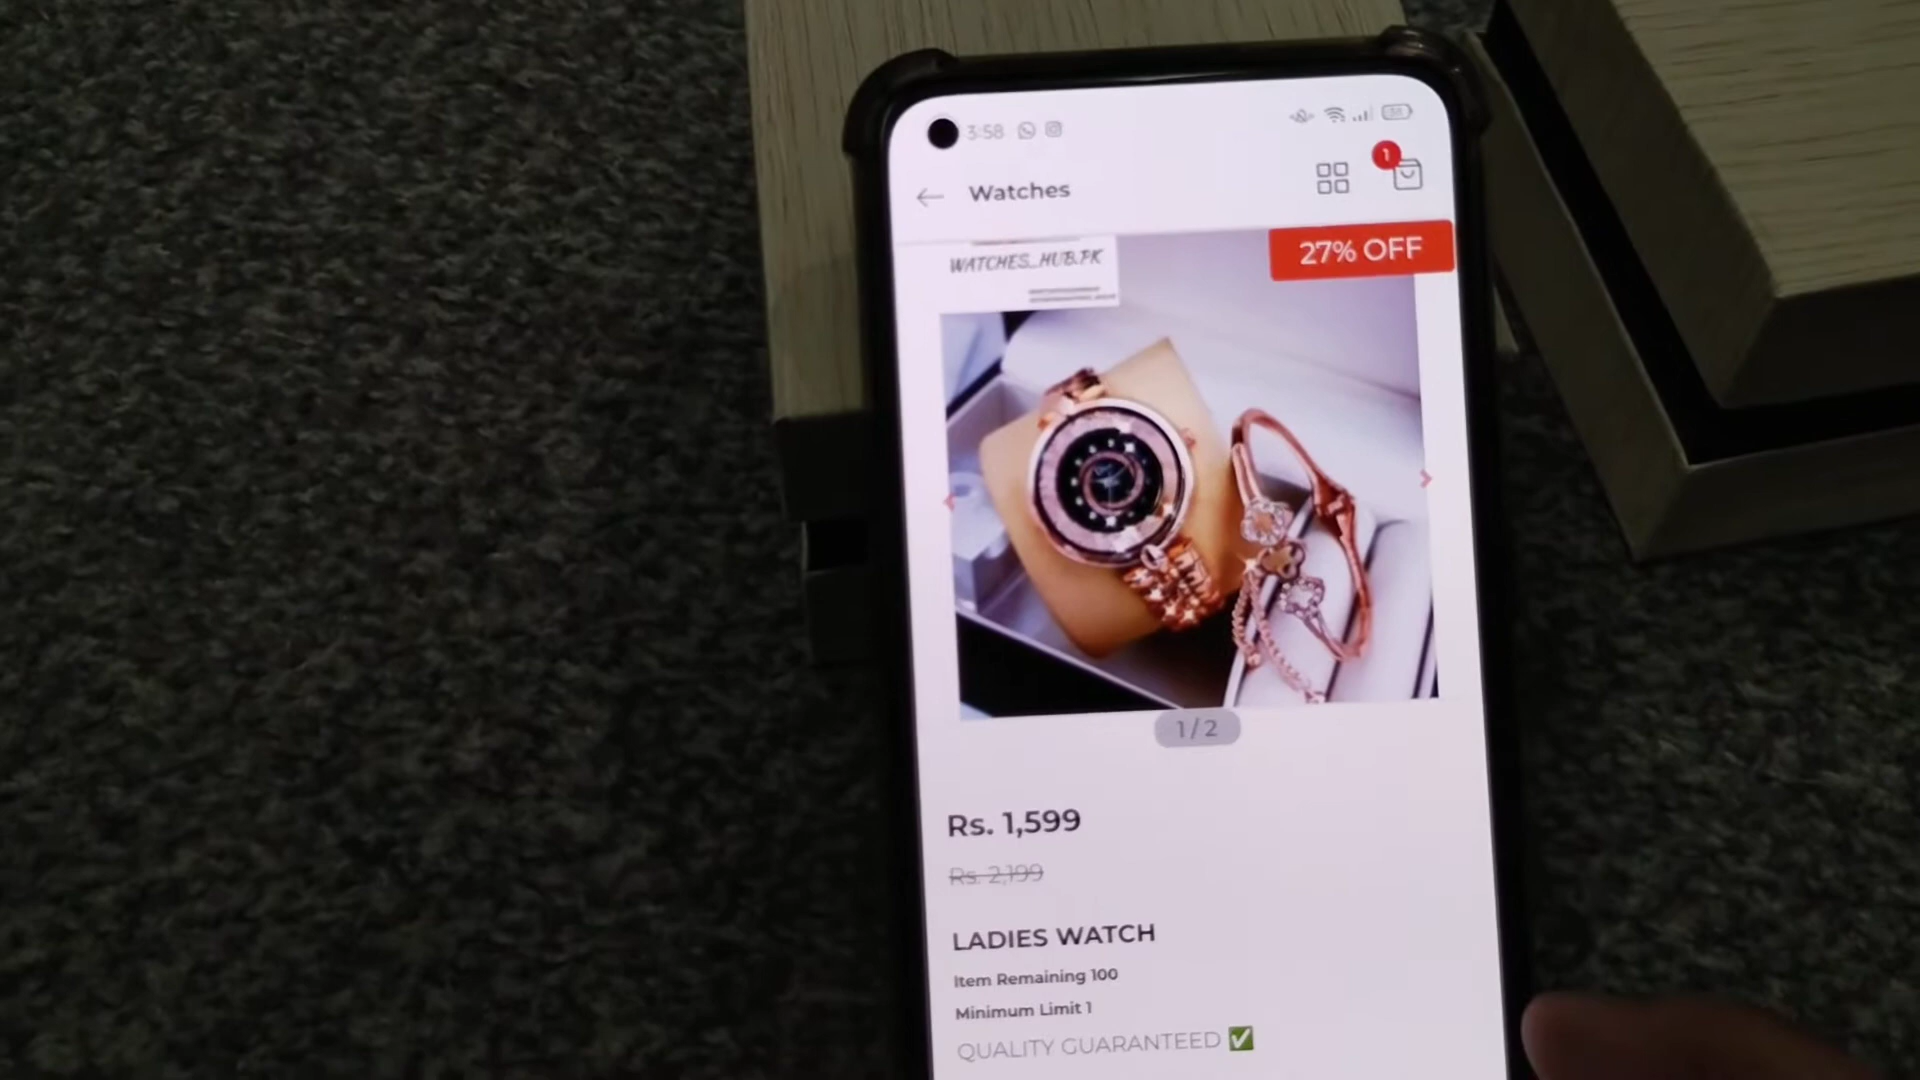 3:58
Watches
1
WATCHES_HUB.PK
27% OFF
1/2
Rs. 1,599
Rs. 2,199
LADIES WATCH
Item Remaining 100
Minimum Limit 1
QUALITY GUARANTEED ✅